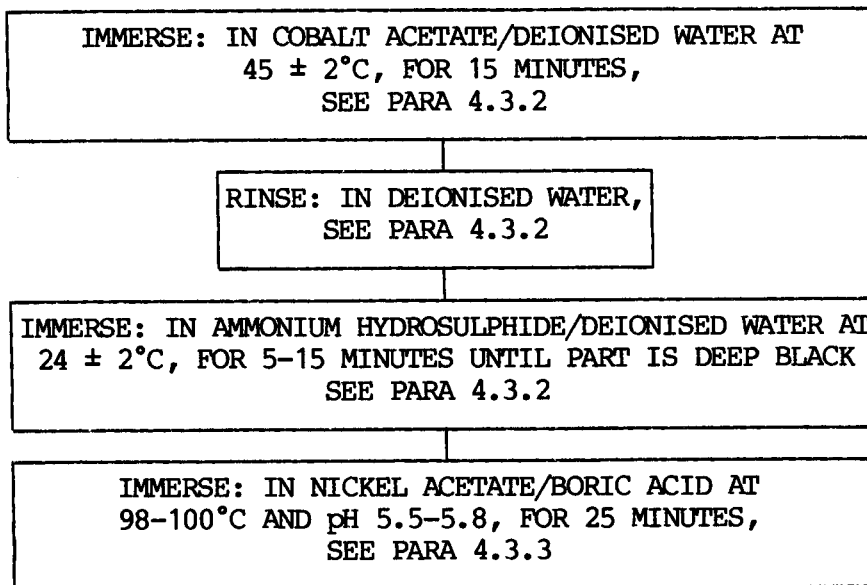 IMMERSE: IN COBALT ACETATE/DEIONISED WATER AT
45 ± 2°C, FOR 15 MINUTES,
SEE PARA 4.3.2
RINSE: IN DEIONISED WATER,
SEE PARA 4.3.2
IMMERSE: IN AMMONIUM HYDROSULPHIDE/DEIONISED WATER AT
24 ± 2°C, FOR 5-15 MINUTES UNTIL PART IS DEEP BLACK
SEE PARA 4.3.2
IMMERSE: IN NICKEL ACETATE/BORIC ACID AT
98-100°C AND pH 5.5-5.8, FOR 25 MINUTES,
SEE PARA 4.3.3